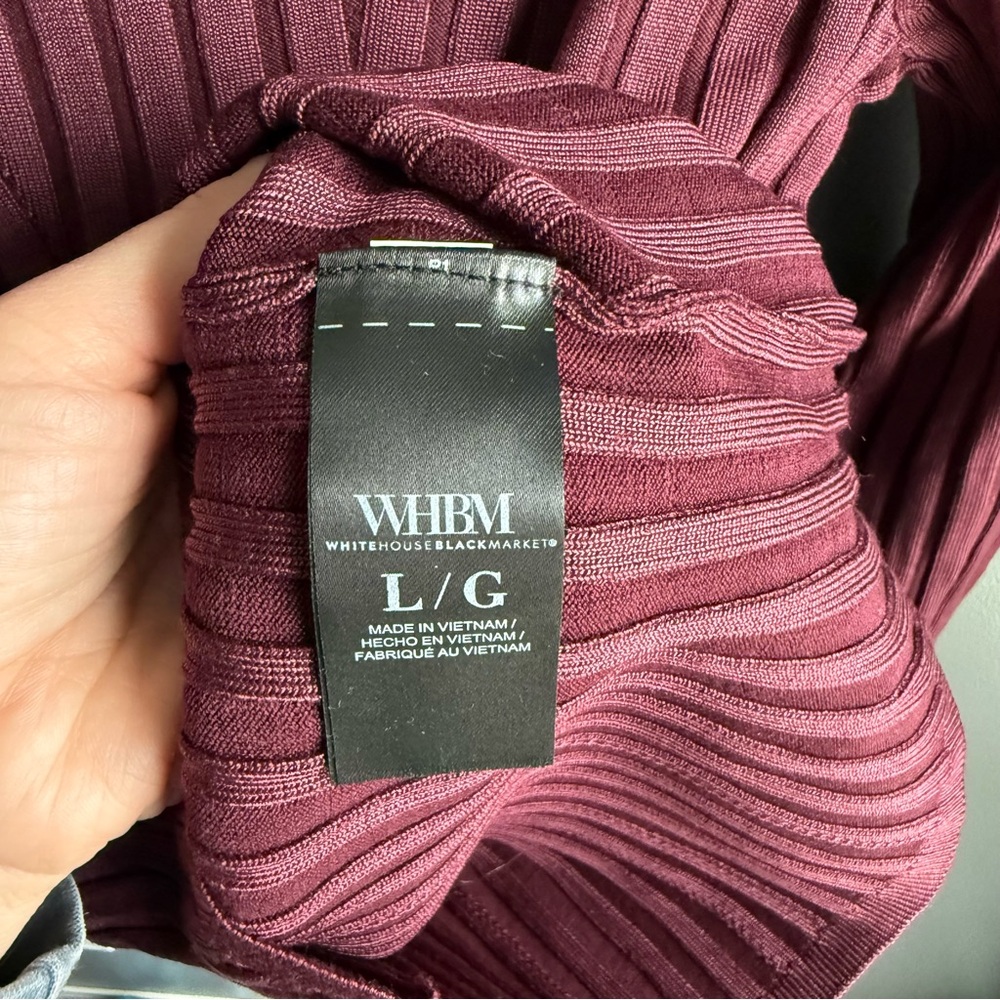 WHBM
WHITEHOUSEBLACKMARKET®
L / G
MADE IN VIETNAM /
HECHO EN VIETNAM /
FABRIQUÉ AU VIETNAM